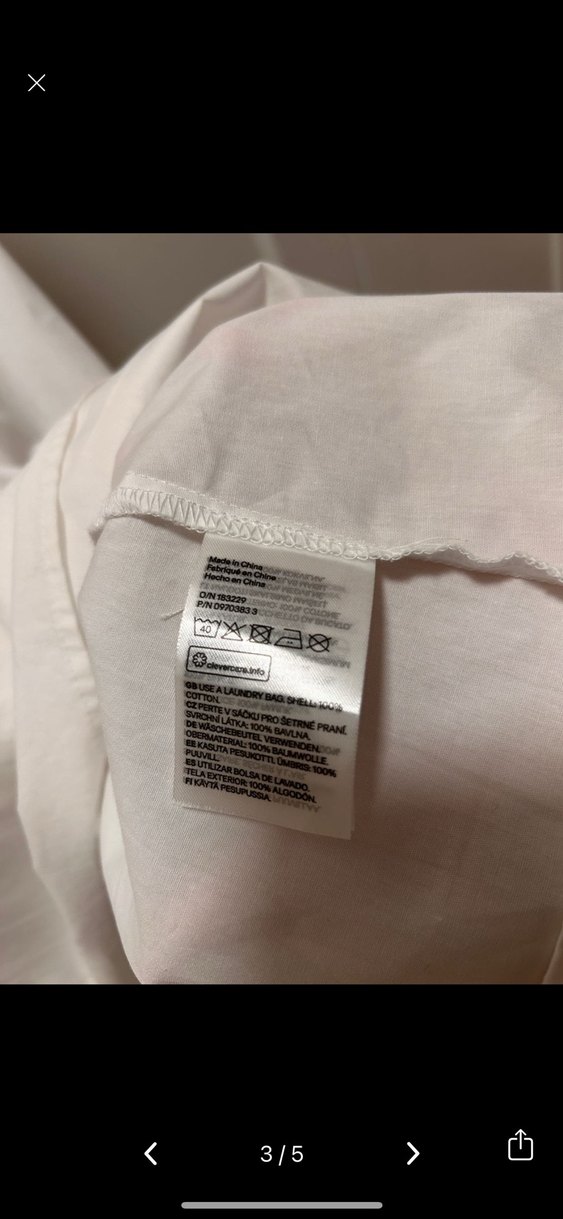 Made in China
Fabriqué en Chine
Hecho en China
O/N 183229
P/N 0970383 3
40
clevercare.info
GB USE A LAUNDRY BAG. SHELL: 100%
COTTON.
CZ PERTE V SÁČKU PRO ŠETRNÉ PRANÍ.
SVRCHNÍ LÁTKA: 100% BAVLNA.
DE WÄSCHEBEUTEL VERWENDEN.
OBERMATERIAL: 100% BAUMWOLLE.
EE KASUTA PESUKOTTI. ÜMBRIS: 100%
PUUVILL.
ES UTILIZAR BOLSA DE LAVADO.
TELA EXTERIOR: 100% ALGODÓN.
FI KÄYTÄ PESUPUSSIA.
3 / 5